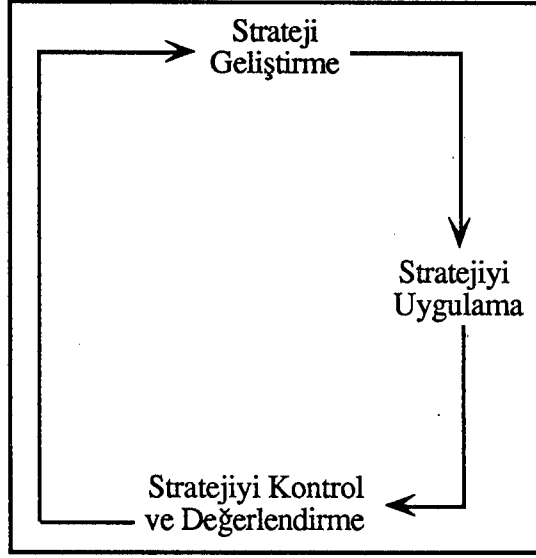 Strateji
Geliştirme
Stratejiyi
Uygulama
Stratejiyi Kontrol
ve Değerlendirme